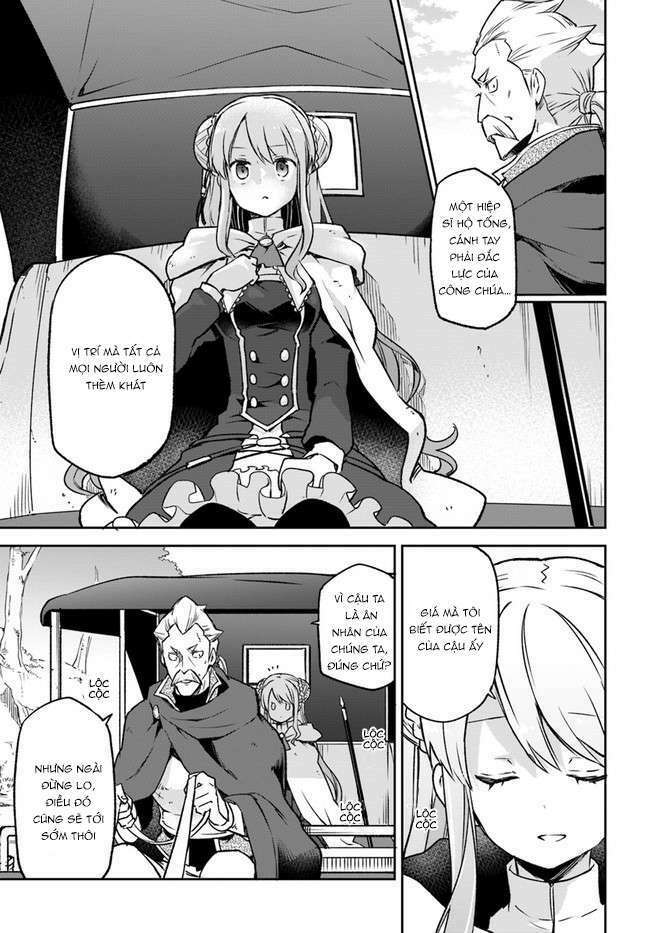 MỘT HIỆP
SĨ HỘ TỐNG,
CÁNH TAY
PHẢI ĐẮC
LỰC CỦA
CÔNG CHÚA...
VỊ TRÍ MÀ TẤT CẢ
MỌI NGƯỜI LUÔN
THÈM KHÁT
GIÁ MÀ TÔI
BIẾT ĐƯỢC TÊN
CỦA CẬU ẤY
LỘC
CỘC
VÌ CẬU TA
LÀ ÂN
NHÂN CỦA
CHÚNG TA,
ĐÚNG CHỨ?
LỘC
CỘC
LỘC
CỘC
LỘC
CỘC
NHƯNG NGÀI
ĐỪNG LO,
ĐIỀU ĐÓ
CŨNG SẼ TỚI
SỚM THÔI